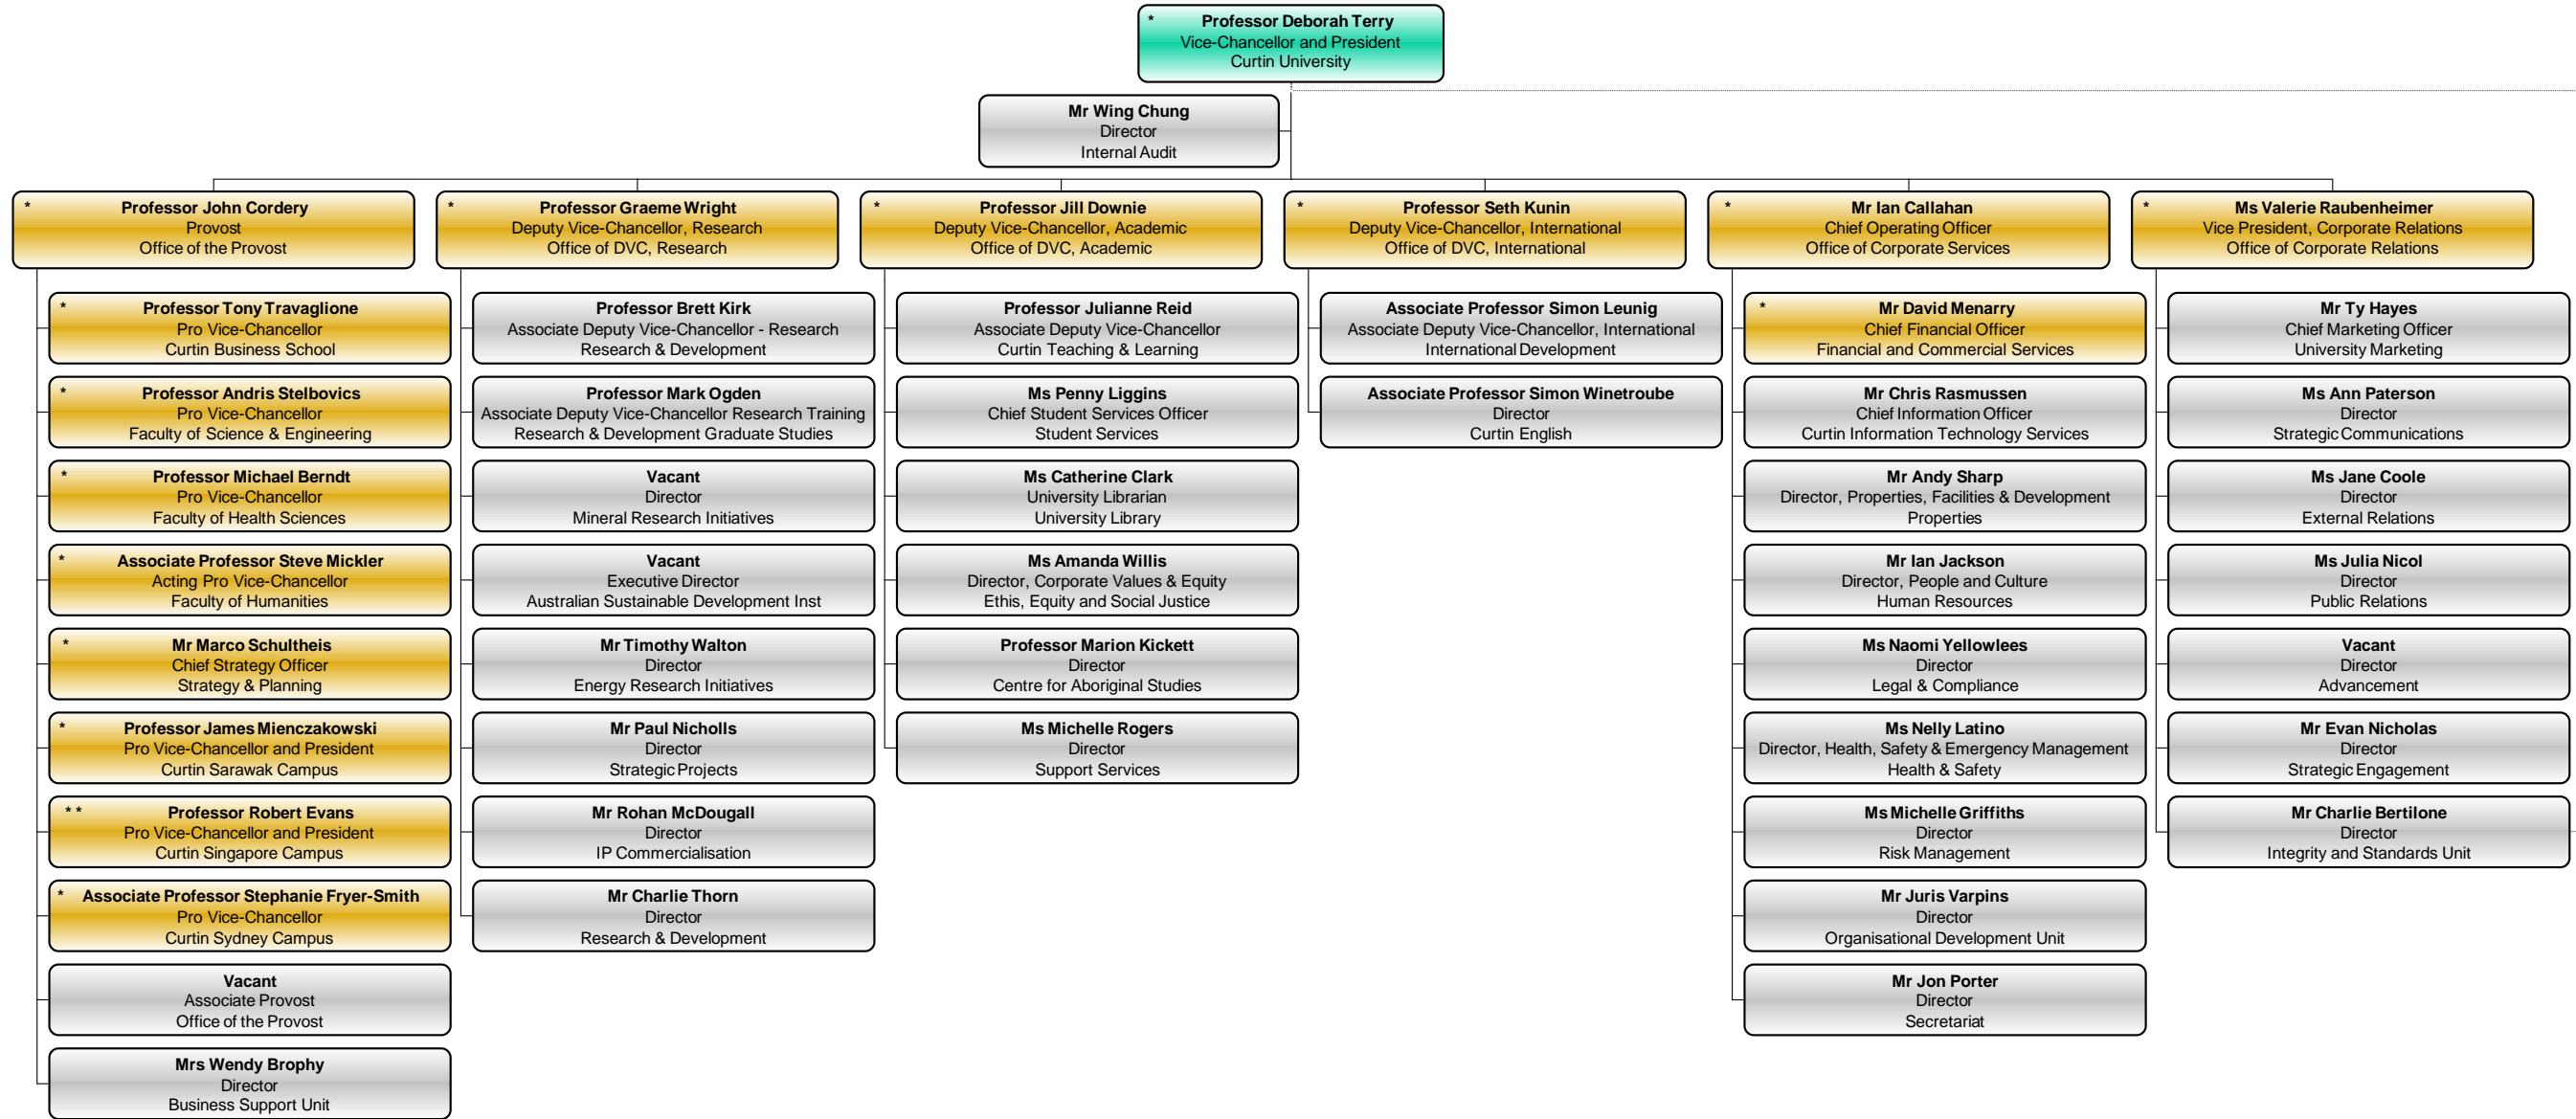 * Professor Deborah Terry
Vice-Chancellor and President
Curtin University
Mr Wing Chung
Director
Internal Audit
* Professor John Cordery
Provost
Office of the Provost
* Professor Tony Travaglione
Pro Vice-Chancellor
Curtin Business School
* Professor Andris Stelbovics
Pro Vice-Chancellor
Faculty of Science & Engineering
* Professor Michael Berndt
Pro Vice-Chancellor
Faculty of Health Sciences
* Associate Professor Steve Mickler
Acting Pro Vice-Chancellor
Faculty of Humanities
* Mr Marco Schultheis
Chief Strategy Officer
Strategy & Planning
* Professor James Mienczakowski
Pro Vice-Chancellor and President
Curtin Sarawak Campus
* * Professor Robert Evans
Pro Vice-Chancellor and President
Curtin Singapore Campus
* Associate Professor Stephanie Fryer-Smith
Pro Vice-Chancellor
Curtin Sydney Campus
Vacant
Associate Provost
Office of the Provost
Mrs Wendy Brophy
Director
Business Support Unit
* Professor Graeme Wright
Deputy Vice-Chancellor, Research
Office of DVC, Research
Professor Brett Kirk
Associate Deputy Vice-Chancellor - Research
Research & Development
Professor Mark Ogden
Associate Deputy Vice-Chancellor Research Training
Research & Development Graduate Studies
Vacant
Director
Mineral Research Initiatives
Vacant
Executive Director
Australian Sustainable Development Inst
Mr Timothy Walton
Director
Energy Research Initiatives
Mr Paul Nicholls
Director
Strategic Projects
Mr Rohan McDougall
Director
IP Commercialisation
Mr Charlie Thorn
Director
Research & Development
* Professor Jill Downie
Deputy Vice-Chancellor, Academic
Office of DVC, Academic
Professor Julianne Reid
Associate Deputy Vice-Chancellor
Curtin Teaching & Learning
Ms Penny Liggins
Chief Student Services Officer
Student Services
Ms Catherine Clark
University Librarian
University Library
Ms Amanda Willis
Director, Corporate Values & Equity
Ethis, Equity and Social Justice
Professor Marion Kickett
Director
Centre for Aboriginal Studies
Ms Michelle Rogers
Director
Support Services
* Professor Seth Kunin
Deputy Vice-Chancellor, International
Office of DVC, International
Associate Professor Simon Leunig
Associate Deputy Vice-Chancellor, International
International Development
Associate Professor Simon Winetroube
Director
Curtin English
* Mr Ian Callahan
Chief Operating Officer
Office of Corporate Services
* Mr David Menarry
Chief Financial Officer
Financial and Commercial Services
Mr Chris Rasmussen
Chief Information Officer
Curtin Information Technology Services
Mr Andy Sharp
Director, Properties, Facilities & Development
Properties
Mr Ian Jackson
Director, People and Culture
Human Resources
Ms Naomi Yellowlees
Director
Legal & Compliance
Ms Nelly Latino
Director, Health, Safety & Emergency Management
Health & Safety
Ms Michelle Griffiths
Director
Risk Management
Mr Juris Varpins
Director
Organisational Development Unit
Mr Jon Porter
Director
Secretariat
* Ms Valerie Raubenheimer
Vice President, Corporate Relations
Office of Corporate Relations
Mr Ty Hayes
Chief Marketing Officer
University Marketing
Ms Ann Paterson
Director
Strategic Communications
Ms Jane Coole
Director
External Relations
Ms Julia Nicol
Director
Public Relations
Vacant
Director
Advancement
Mr Evan Nicholas
Director
Strategic Engagement
Mr Charlie Bertilone
Director
Integrity and Standards Unit